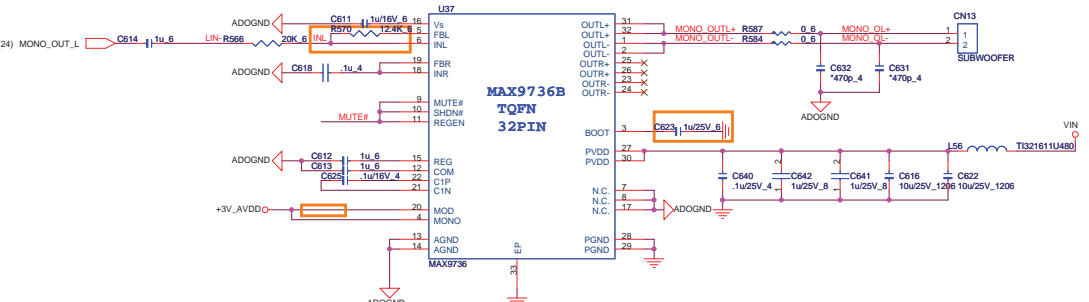 U37
ADOGND
C611
1u/16V_6
16
Vs
OUTL+
31
R570
12.4K_6
5
FBL
OUTL+
32
MONO_OUTL+
R587
0_6
MONO_OL+
1
CN13
24) MONO_OUT_L
C614
1u_6
LIN-
R566
20K_6
INL
6
INL
OUTL-
1
MONO_OUTL-
R584
0_6
MONO_OL-
2
1
2
SUBWOOFER
OUTL-
2
OUTR+
25
OUTR+
26
OUTR-
23
OUTR-
24
ADOGND
C618
.1u_4
19
FBR
18
INR
C632
*470p_4
C631
*470p_4
ADOGND
MAX9736B
TQFN
32PIN
MUTE#
9
MUTE#
10
SHDN#
11
REGEN
BOOT
3
C623
1u/25V_6
VIN
PVDD
27
PVDD
30
L56
TI321611U480
ADOGND
C612
1u_6
15
REG
C613
1u_6
12
COM
C625
.1u/16V_4
22
C1P
21
C1N
C640
.1u/25V_4
2
1
C642
1u/25V_8
2
1
C641
1u/25V_8
C616
10u/25V_1206
C622
10u/25V_1206
N.C.
7
N.C.
8
N.C.
17
ADOGND
+3V_AVDD
20
MOD
4
MONO
13
AGND
14
AGND
PGND
28
PGND
29
EP
33
MAX9736
ADOGND